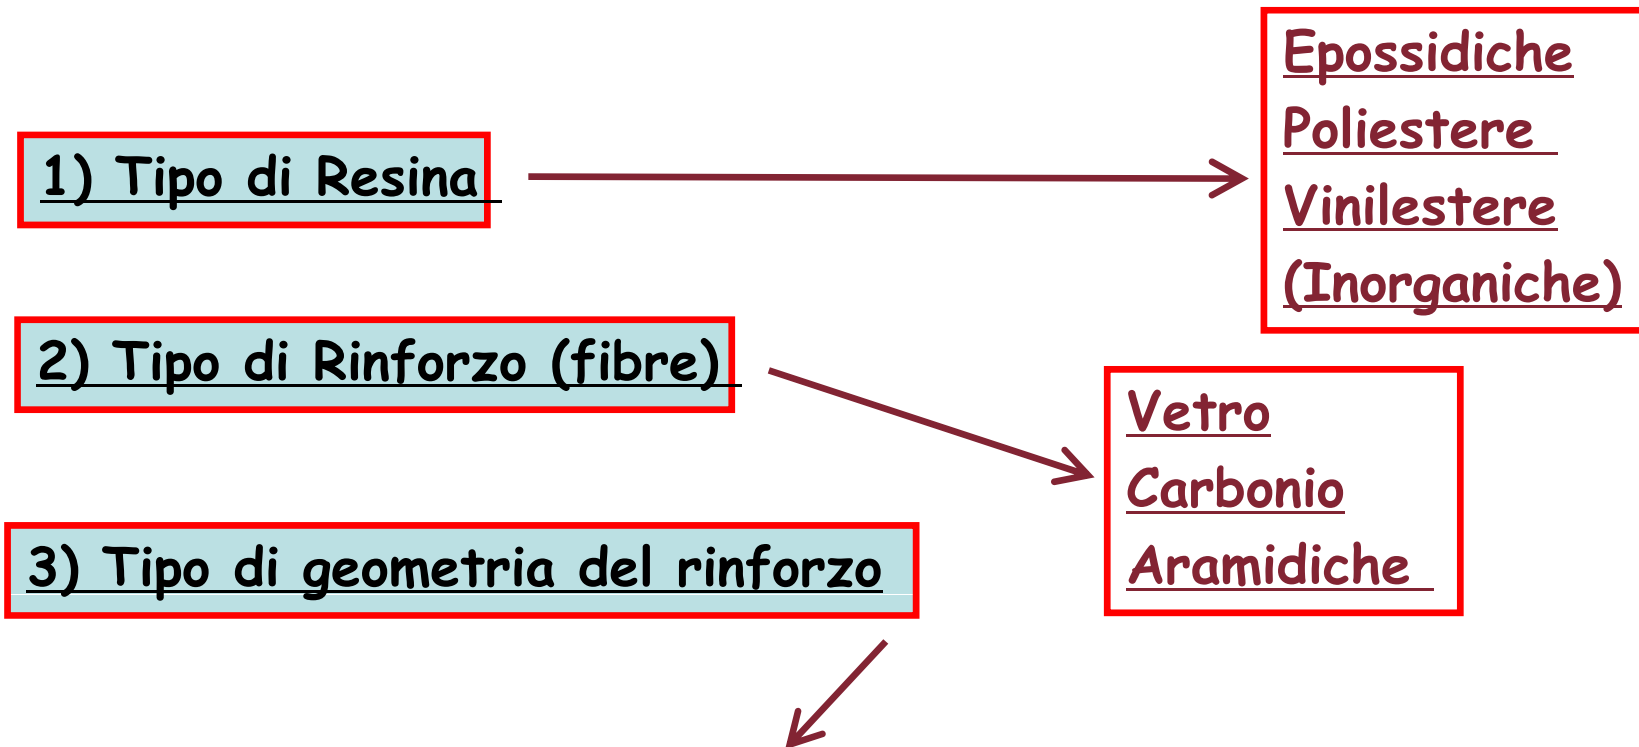 1) Tipo di Resina
Epossidiche
Poliestere
Vinilestere
(Inorganiche)
2) Tipo di Rinforzo (fibre)
Vetro
Carbonio
Aramidiche
3) Tipo di geometria del rinforzo